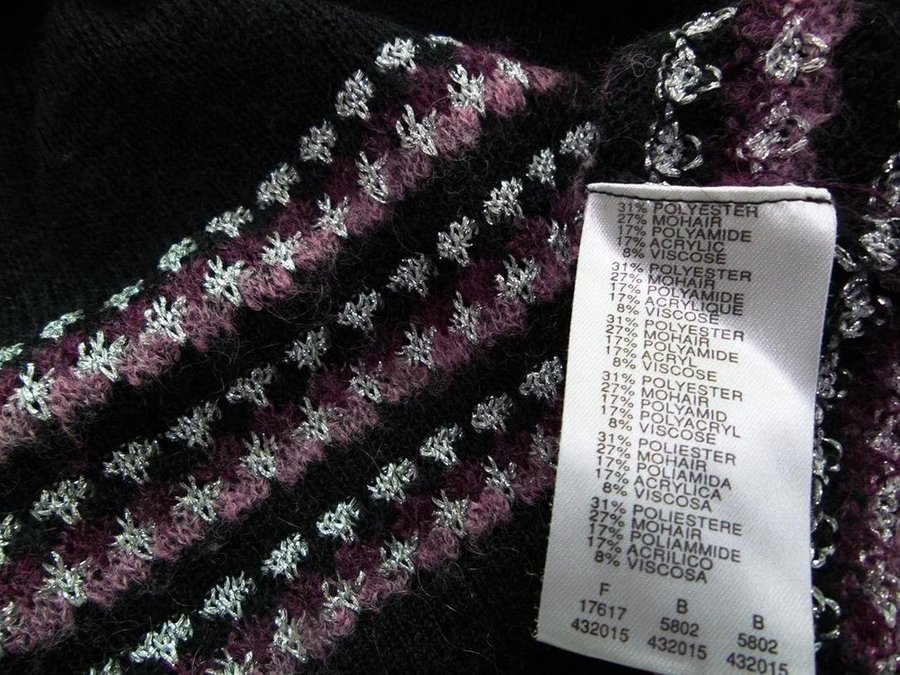 31% POLYESTER
27% MOHAIR
17% POLYAMIDE
17% ACRYLIC
8% VISCOSE
31% POLYESTER
27% MOHAIR
17% POLYAMIDE
17% ACRYLIQUE
8% VISCOSE
31% POLYESTER
27% MOHAIR
17% POLYAMIDE
17% ACRYL
8% VISCOSE
31% POLYESTER
27% MOHAIR
17% POLYAMID
17% POLYACRYL
8% VISCOSE
31% POLIESTER
27% MOHAIR
17% POLIAMIDA
17% ACRYLICA
8% VISCOSA
31% POLIESTERE
27% MOHAIR
17% POLIAMMIDE
17% ACRILICO
8% VISCOSA
F B B
17617 5802 5802
432015 432015 432015